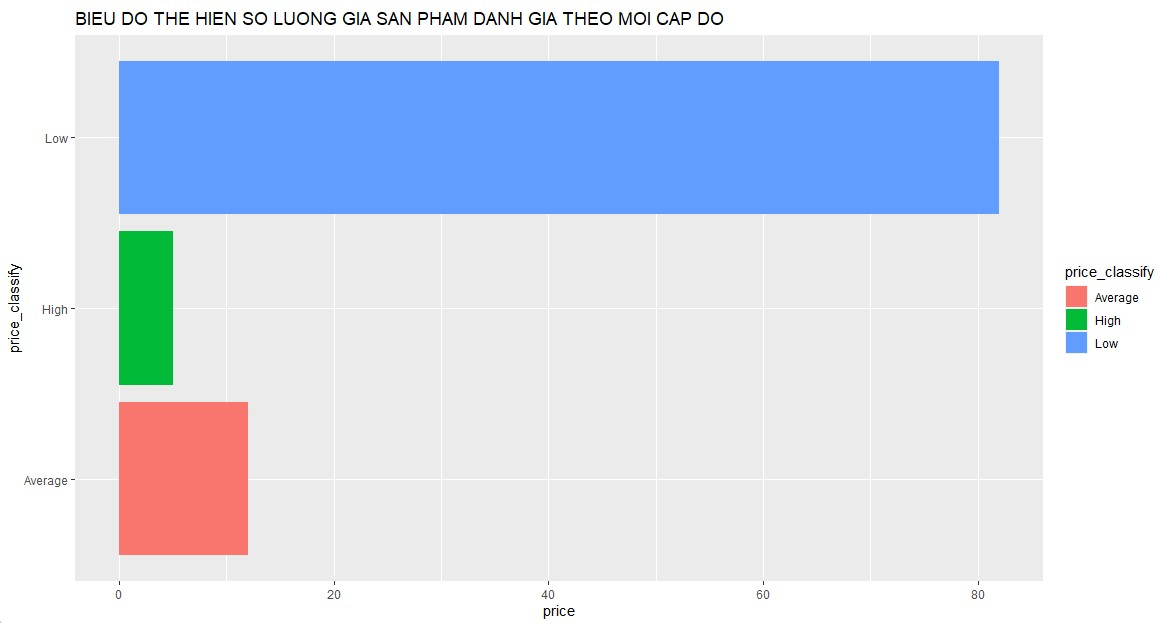 BIEU DO THE HIEN SO LUONG GIA SAN PHAM DANH GIA THEO MOI CAP DO
Low
High
Average
price_classify
0 20 40 60 80
price
price_classify
Average
High
Low